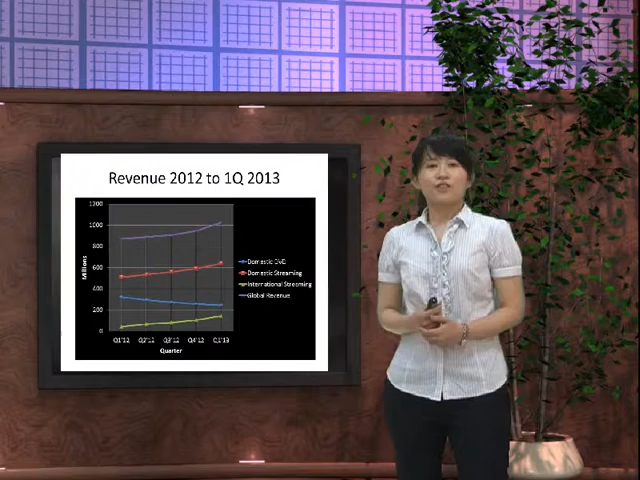 Revenue 2012 to 1Q 2013
1200
1000
800
600
400
200
0
Millions
Q1'12 Q2'12 Q3'12 Q4'12 Q1'13
Quarter
Domestic DVD
Domestic Streaming
International Streaming
Global Revenue